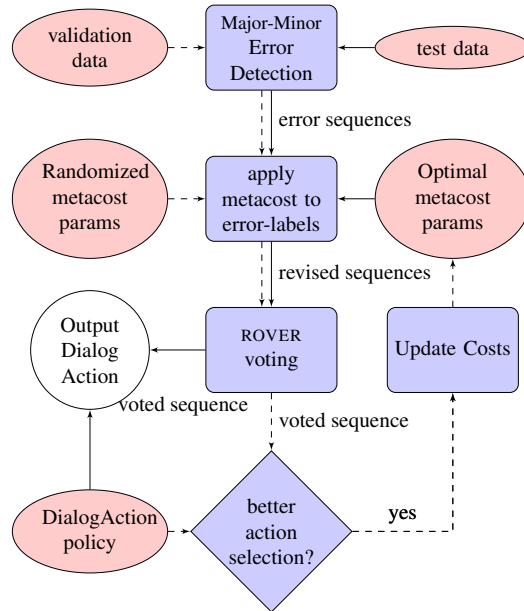 validation
data
Major-Minor
Error
Detection
test data
error sequences
Randomized
metacost
params
apply
metacost to
error-labels
Optimal
metacost
params
revised sequences
Output
Dialog
Action
ROVER
voting
Update Costs
voted sequence
voted sequence
DialogAction
policy
better
action
selection?
yes